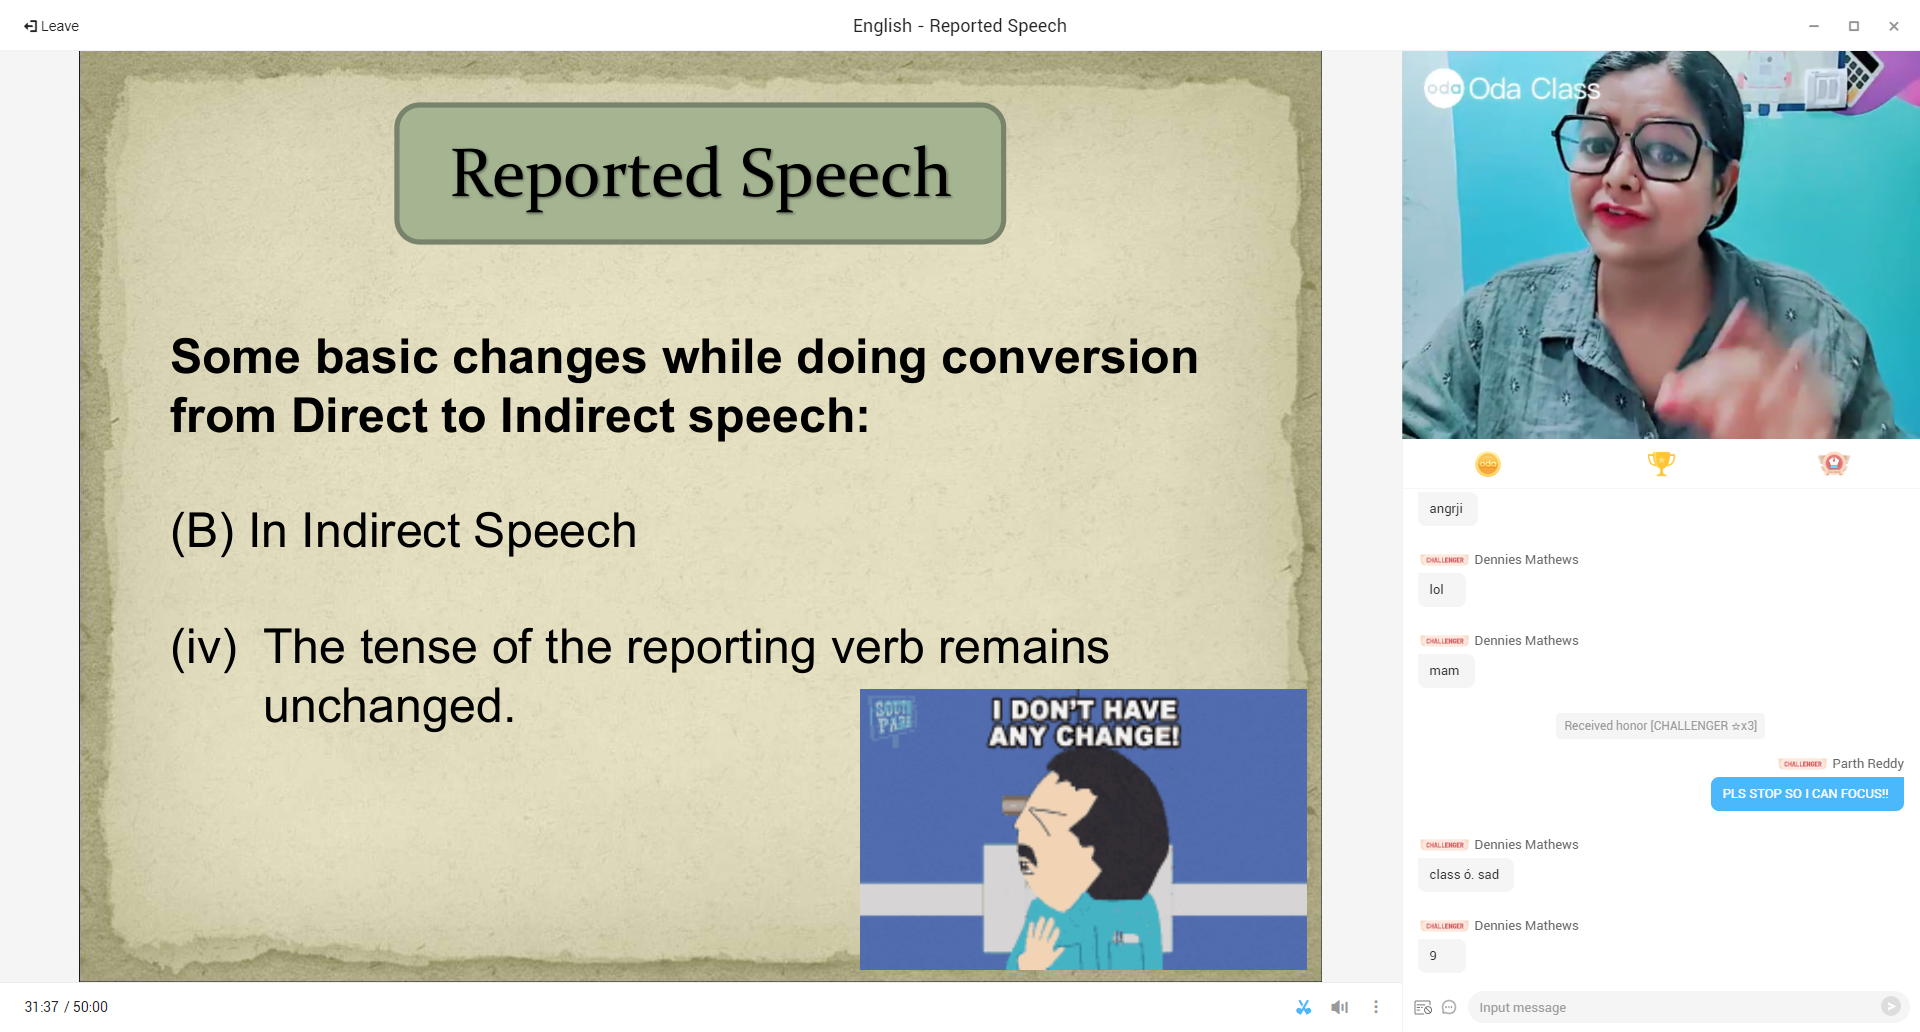 Leave
English - Reported Speech
Reported Speech
Some basic changes while doing conversion
from Direct to Indirect speech:
(B) In Indirect Speech
(iv) The tense of the reporting verb remains
unchanged.
SOUTH
PARK
I DON'T HAVE
ANY CHANGE!
31:37 / 50:00
oda Oda Class
oda
angrji
CHALLENGER Dennies Mathews
lol
CHALLENGER Dennies Mathews
mam
Received honor [CHALLENGER ☆x3]
CHALLENGER Parth Reddy
PLS STOP SO I CAN FOCUS!!
CHALLENGER Dennies Mathews
class ó. sad
CHALLENGER Dennies Mathews
9
Input message